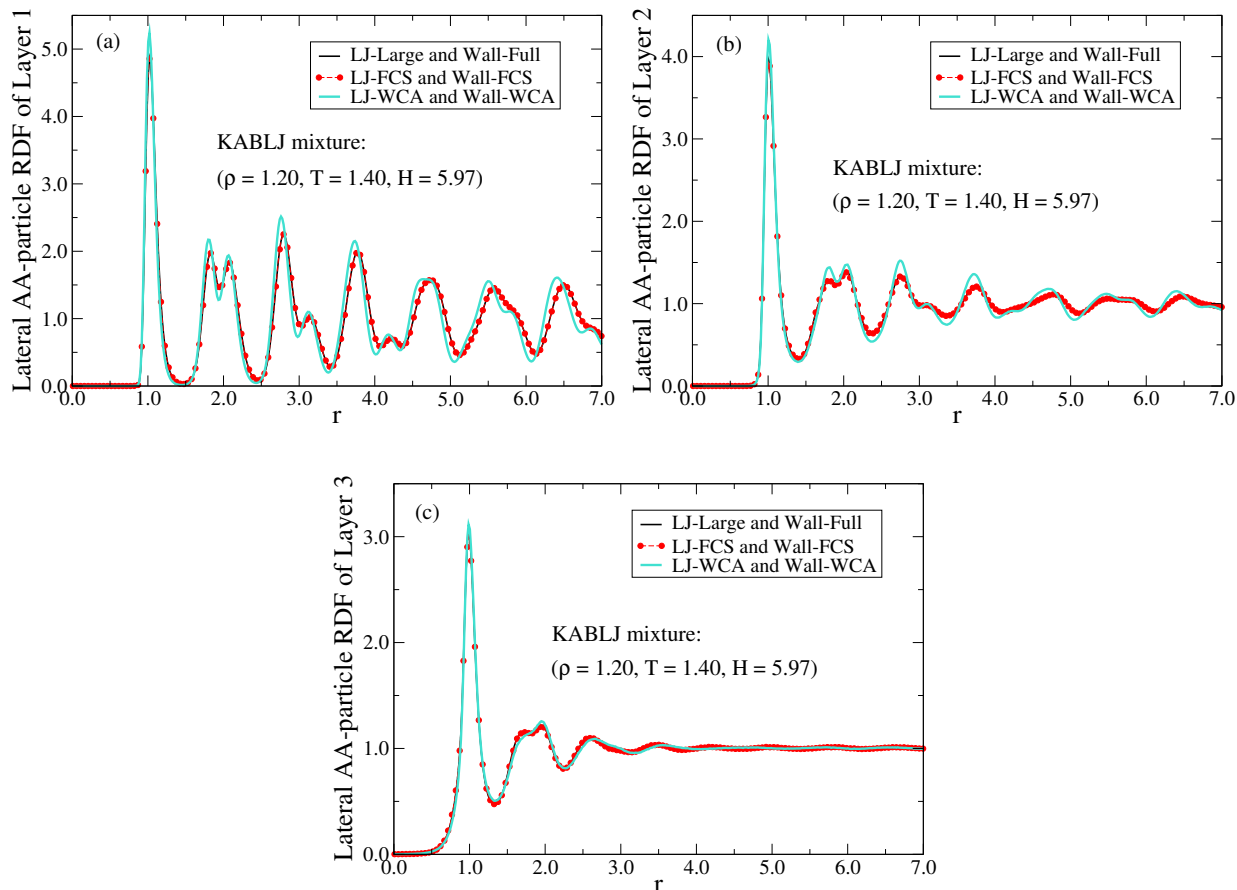 Lateral AA-particle RDF of Layer 1
(a)
LJ-Large and Wall-Full
LJ-FCS and Wall-FCS
LJ-WCA and Wall-WCA
KABLJ mixture:
(ρ = 1.20, T = 1.40, H = 5.97)
5.0
4.0
3.0
2.0
1.0
0.0
0.0 1.0 2.0 3.0 4.0 5.0 6.0 7.0
r
Lateral AA-particle RDF of Layer 2
(b)
LJ-Large and Wall-Full
LJ-FCS and Wall-FCS
LJ-WCA and Wall-WCA
KABLJ mixture:
(ρ = 1.20, T = 1.40, H = 5.97)
4.0
3.0
2.0
1.0
0.0
0.0 1.0 2.0 3.0 4.0 5.0 6.0 7.0
r
Lateral AA-particle RDF of Layer 3
(c)
LJ-Large and Wall-Full
LJ-FCS and Wall-FCS
LJ-WCA and Wall-WCA
KABLJ mixture:
(ρ = 1.20, T = 1.40, H = 5.97)
3.0
2.0
1.0
0.0
0.0 1.0 2.0 3.0 4.0 5.0 6.0 7.0
r